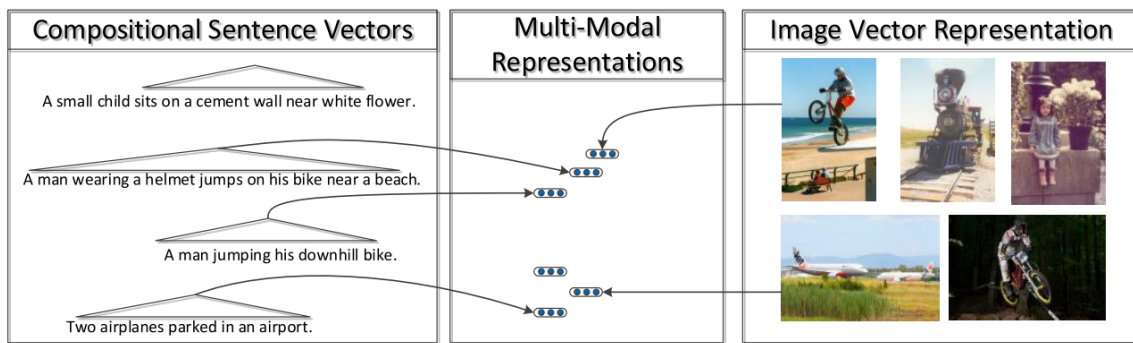 Compositional Sentence Vectors
A small child sits on a cement wall near white flower.
A man wearing a helmet jumps on his bike near a beach.
A man jumping his downhill bike.
Two airplanes parked in an airport.
Multi-Modal
Representations
Image Vector Representation